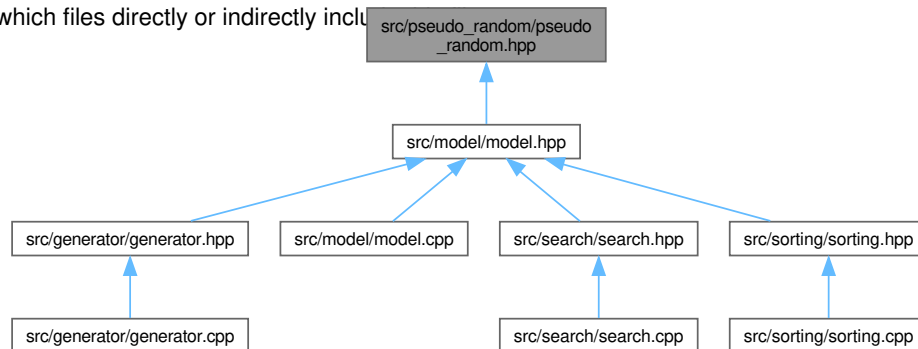 which files directly or indirectly inclu
src/pseudo_random/pseudo
_random.hpp
src/model/model.hpp
src/generator/generator.hpp
src/model/model.cpp
src/search/search.hpp
src/sorting/sorting.hpp
src/generator/generator.cpp
src/search/search.cpp
src/sorting/sorting.cpp